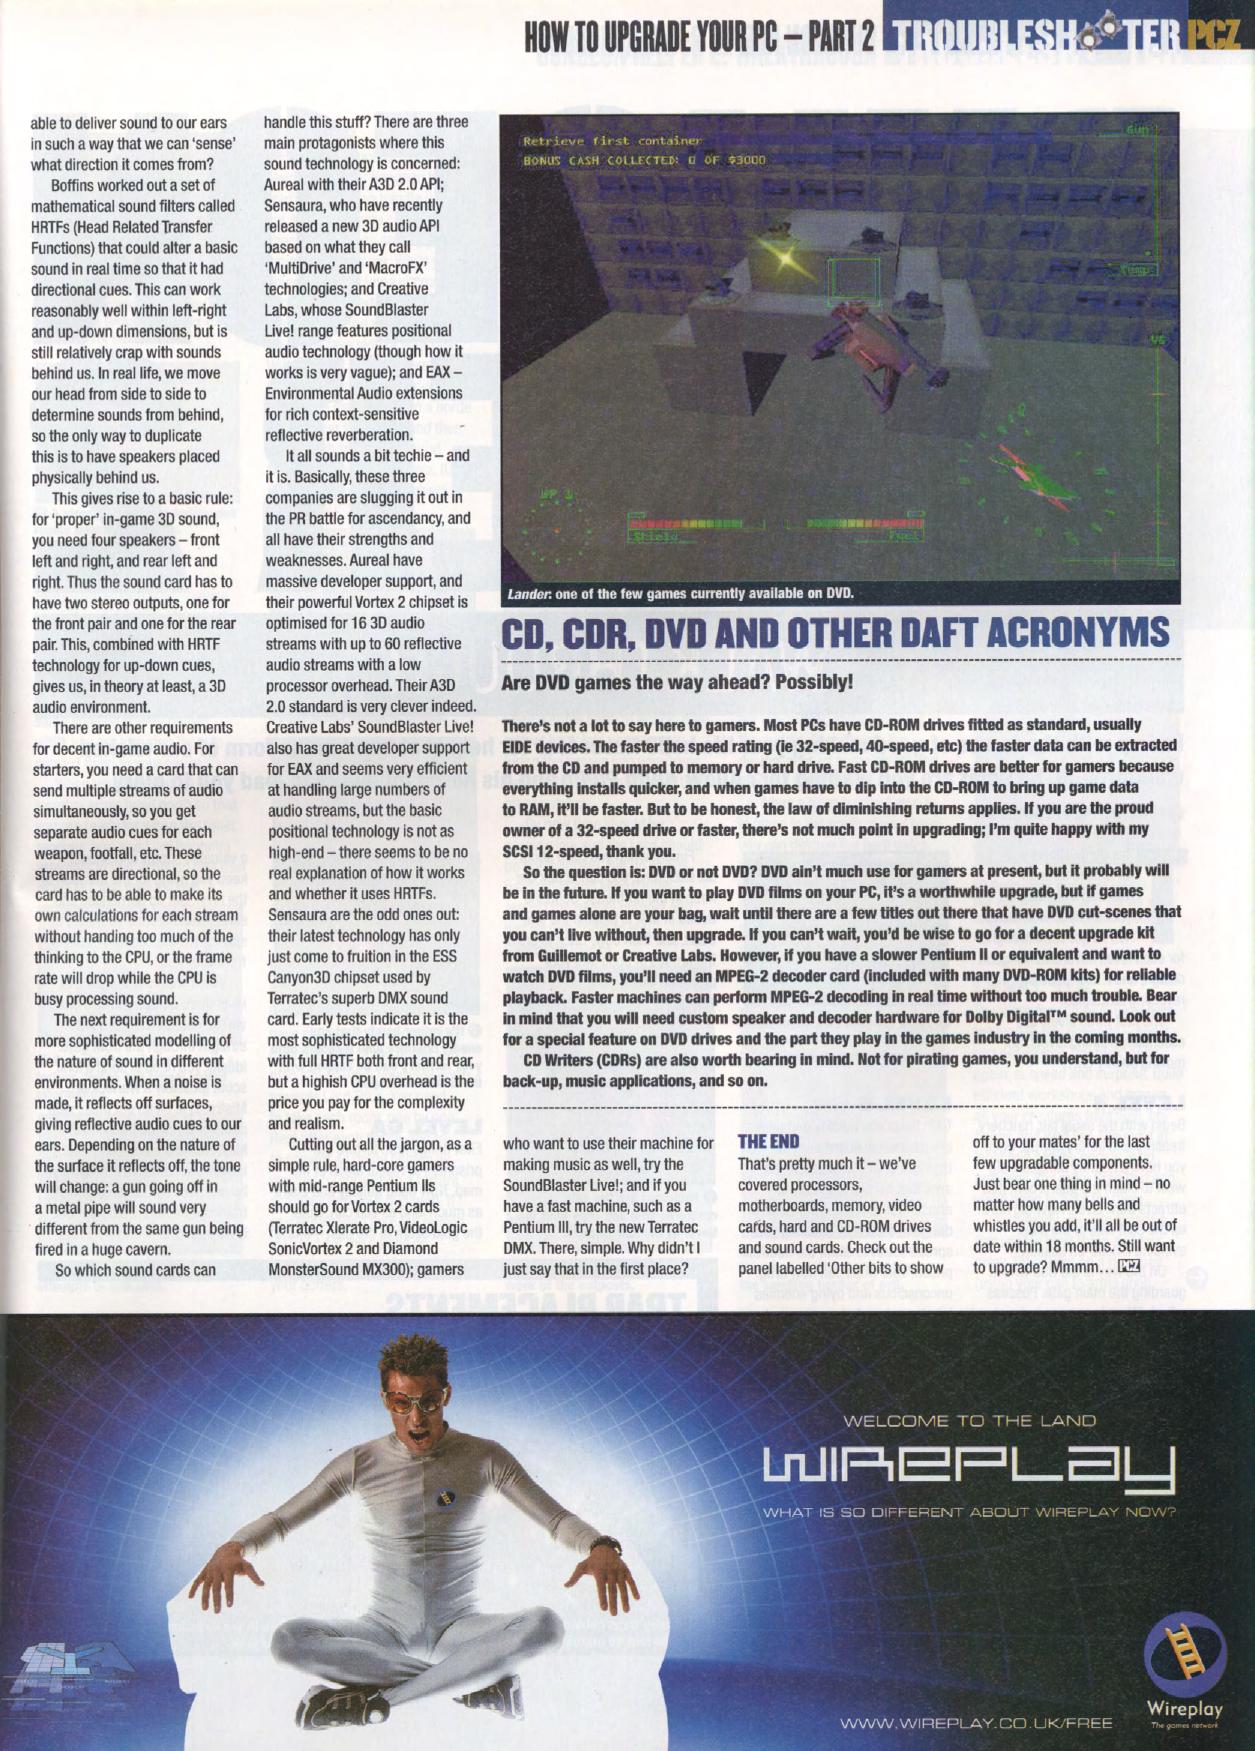 HOW TO UPGRADE YOUR PC – PART 2 TROUBLESHOOTER PCZ
able to deliver sound to our ears
in such a way that we can ‘sense’
what direction it comes from?
Boffins worked out a set of
mathematical sound filters called
HRTFs (Head Related Transfer
Functions) that could alter a basic
sound in real time so that it had
directional cues. This can work
reasonably well within left-right
and up-down dimensions, but is
still relatively crap with sounds
behind us. In real life, we move
our head from side to side to
determine sounds from behind,
so the only way to duplicate
this is to have speakers placed
physically behind us.
This gives rise to a basic rule:
for ‘proper’ in-game 3D sound,
you need four speakers – front
left and right, and rear left and
right. Thus the sound card has to
have two stereo outputs, one for
the front pair and one for the rear
pair. This, combined with HRTF
technology for up-down cues,
gives us, in theory at least, a 3D
audio environment.
There are other requirements
for decent in-game audio. For
starters, you need a card that can
send multiple streams of audio
simultaneously, so you get
separate audio cues for each
weapon, footfall, etc. These
streams are directional, so the
card has to be able to make its
own calculations for each stream
without handing too much of the
thinking to the CPU, or the frame
rate will drop while the CPU is
busy processing sound.
The next requirement is for
more sophisticated modelling of
the nature of sound in different
environments. When a noise is
made, it reflects off surfaces,
giving reflective audio cues to our
ears. Depending on the nature of
the surface it reflects off, the tone
will change: a gun going off in
a metal pipe will sound very
different from the same gun being
fired in a huge cavern.
So which sound cards can
handle this stuff? There are three
main protagonists where this
sound technology is concerned:
Aureal with their A3D 2.0 API;
Sensaura, who have recently
released a new 3D audio API
based on what they call
‘MultiDrive’ and ‘MacroFX’
technologies; and Creative
Labs, whose SoundBlaster
Live! range features positional
audio technology (though how it
works is very vague); and EAX –
Environmental Audio extensions
for rich context-sensitive
reflective reverberation.
It all sounds a bit techie – and
it is. Basically, these three
companies are slugging it out in
the PR battle for ascendancy, and
all have their strengths and
weaknesses. Aureal have
massive developer support, and
their powerful Vortex 2 chipset is
optimised for 16 3D audio
streams with up to 60 reflective
audio streams with a low
processor overhead. Their A3D
2.0 standard is very clever indeed.
Creative Labs’ SoundBlaster Live!
also has great developer support
for EAX and seems very efficient
at handling large numbers of
audio streams, but the basic
positional technology is not as
high-end – there seems to be no
real explanation of how it works
and whether it uses HRTFs.
Sensaura are the odd ones out:
their latest technology has only
just come to fruition in the ESS
Canyon3D chipset used by
Terratec’s superb DMX sound
card. Early tests indicate it is the
most sophisticated technology
with full HRTF both front and rear,
but a highish CPU overhead is the
price you pay for the complexity
and realism.
Cutting out all the jargon, as a
simple rule, hard-core gamers
with mid-range Pentium IIs
should go for Vortex 2 cards
(Terratec Xlerate Pro, VideoLogic
SonicVortex 2 and Diamond
MonsterSound MX300); gamers
Retrieve first container
BONUS CASH COLLECTED: 0 OF $3000
Gun
Shield
Fuel
Lander: one of the few games currently available on DVD.
CD, CDR, DVD AND OTHER DAFT ACRONYMS
Are DVD games the way ahead? Possibly!
There’s not a lot to say here to gamers. Most PCs have CD-ROM drives fitted as standard, usually
EIDE devices. The faster the speed rating (ie 32-speed, 40-speed, etc) the faster data can be extracted
from the CD and pumped to memory or hard drive. Fast CD-ROM drives are better for gamers because
everything installs quicker, and when games have to dip into the CD-ROM to bring up game data
to RAM, it’ll be faster. But to be honest, the law of diminishing returns applies. If you are the proud
owner of a 32-speed drive or faster, there’s not much point in upgrading; I’m quite happy with my
SCSI 12-speed, thank you.
So the question is: DVD or not DVD? DVD ain’t much use for gamers at present, but it probably will
be in the future. If you want to play DVD films on your PC, it’s a worthwhile upgrade, but if games
and games alone are your bag, wait until there are a few titles out there that have DVD cut-scenes that
you can’t live without, then upgrade. If you can’t wait, you’d be wise to go for a decent upgrade kit
from Guillemot or Creative Labs. However, if you have a slower Pentium II or equivalent and want to
watch DVD films, you’ll need an MPEG-2 decoder card (included with many DVD-ROM kits) for reliable
playback. Faster machines can perform MPEG-2 decoding in real time without too much trouble. Bear
in mind that you will need custom speaker and decoder hardware for Dolby Digital™ sound. Look out
for a special feature on DVD drives and the part they play in the games industry in the coming months.
CD Writers (CDRs) are also worth bearing in mind. Not for pirating games, you understand, but for
back-up, music applications, and so on.
who want to use their machine for
making music as well, try the
SoundBlaster Live!; and if you
have a fast machine, such as a
Pentium III, try the new Terratec
DMX. There, simple. Why didn’t I
just say that in the first place?
THE END
That’s pretty much it – we’ve
covered processors,
motherboards, memory, video
cards, hard and CD-ROM drives
and sound cards. Check out the
panel labelled ‘Other bits to show
off to your mates’ for the last
few upgradable components.
Just bear one thing in mind – no
matter how many bells and
whistles you add, it’ll all be out of
date within 18 months. Still want
to upgrade? Mmmm... PCZ
WELCOME TO THE LAND
WIREPLAY
WHAT IS SO DIFFERENT ABOUT WIREPLAY NOW?
Wireplay
The games network
WWW.WIREPLAY.CO.UK/FREE